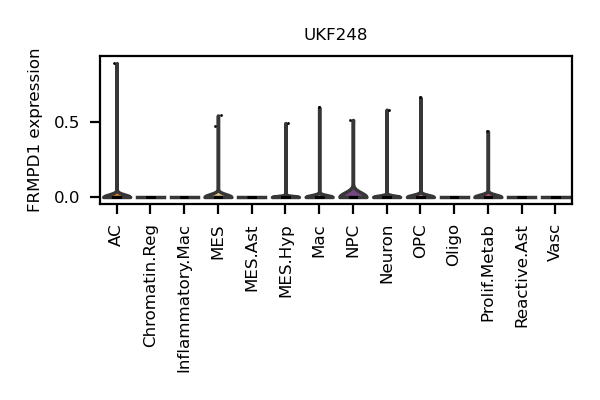 UKF248
FRMPD1 expression
0.5
0.0
AC
Chromatin.Reg
Inflammatory.Mac
MES
MES.Ast
MES.Hyp
Mac
NPC
Neuron
OPC
Oligo
Prolif.Metab
Reactive.Ast
Vasc